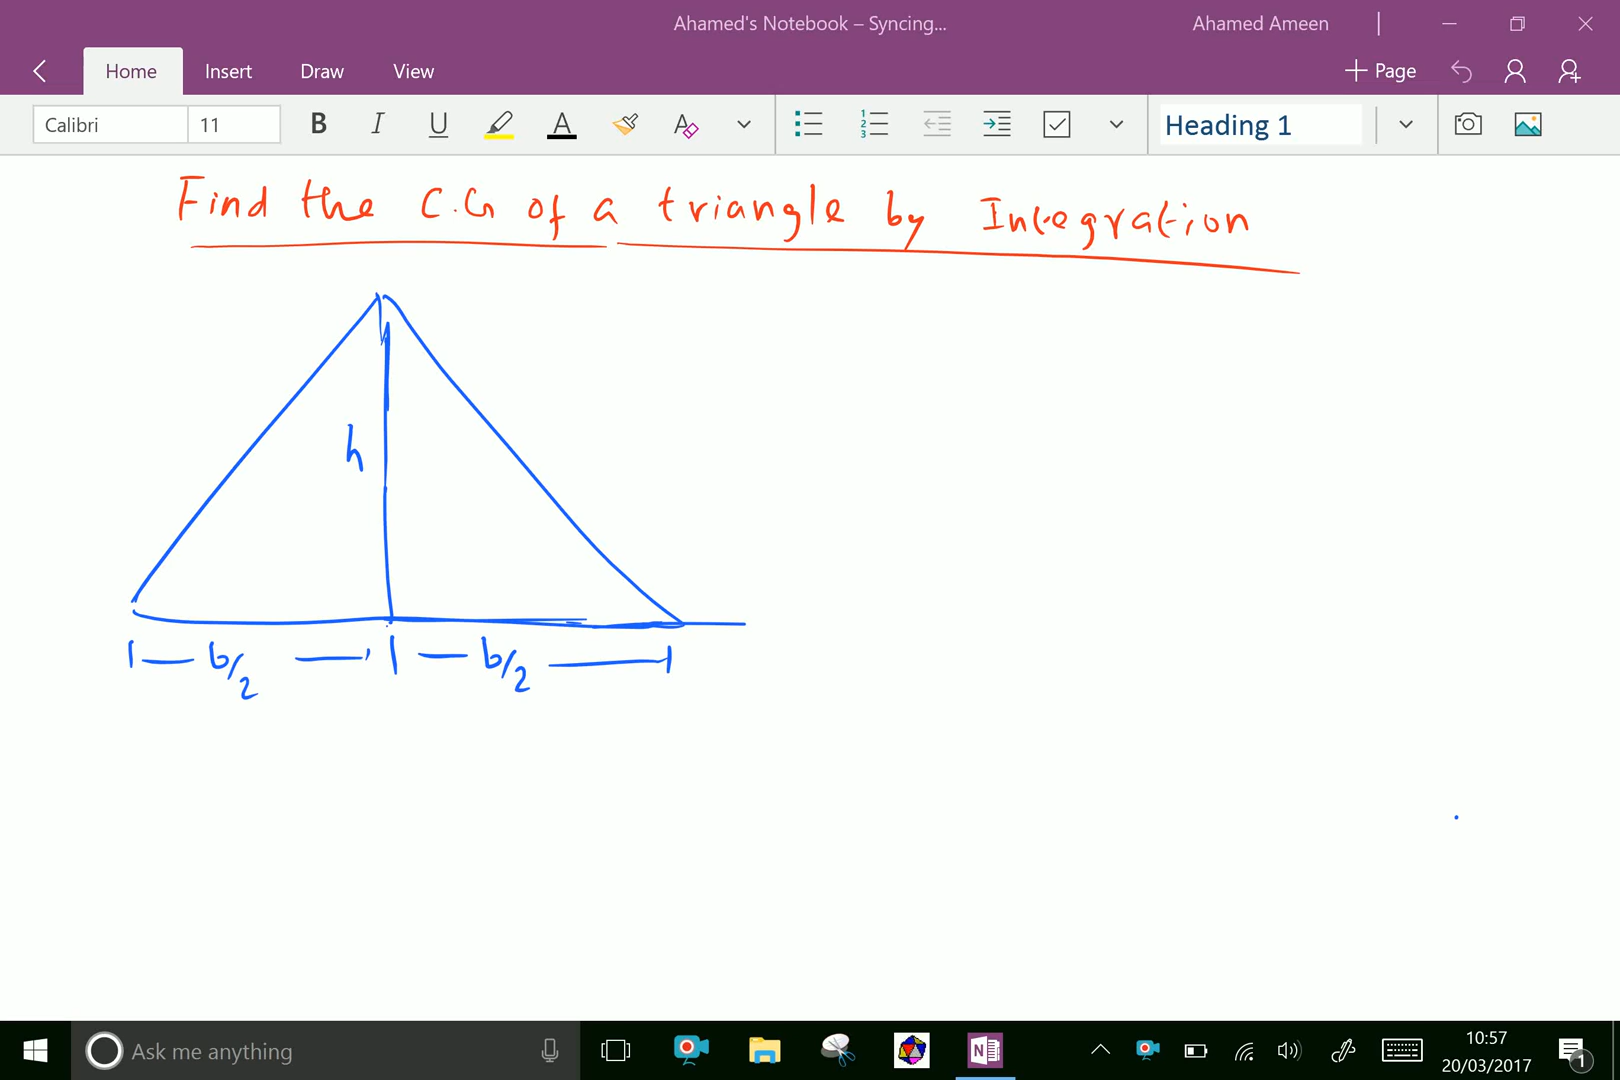 Ahamed's Notebook – Syncing...
Ahamed Ameen
Home Insert Draw View
Page
Calibri 11 B I U A A Heading 1
Find the C.G of a triangle by Integration
h
b/2 b/2
Ask me anything
10:57
20/03/2017
1